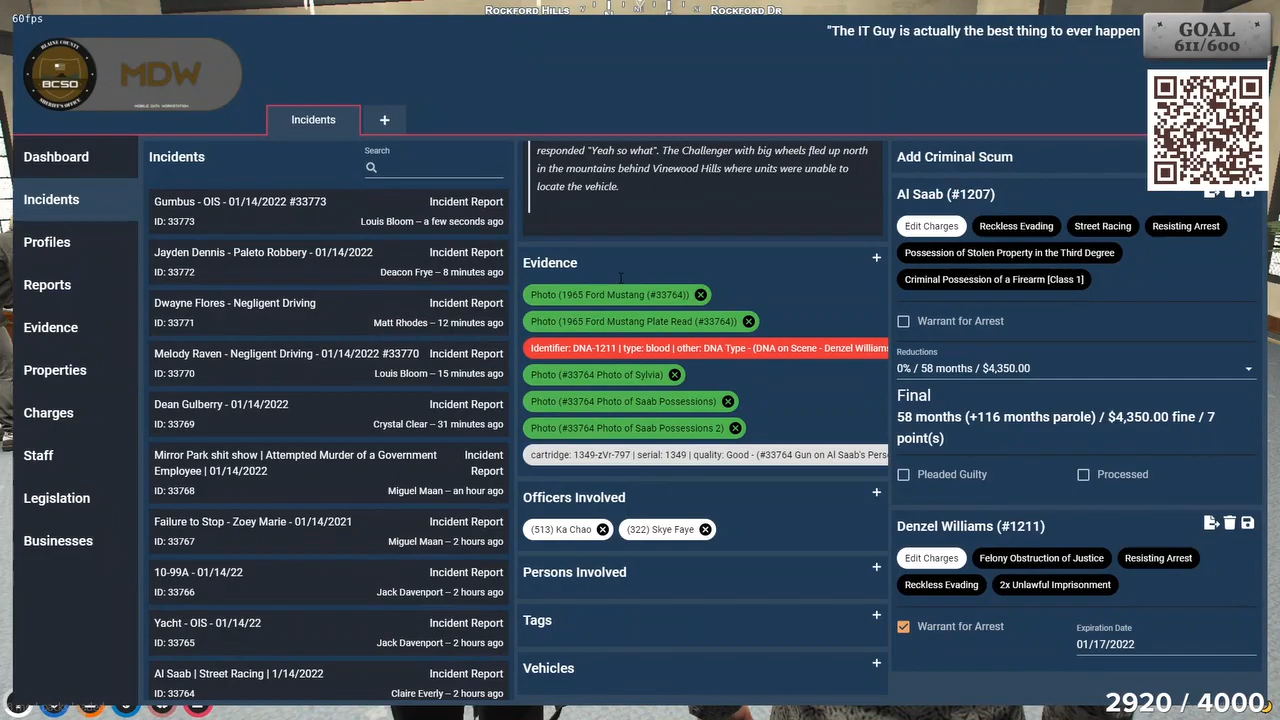 60fps
ROCKFORD HILLS
N
ROCKFORD DR
"The IT Guy is actually the best thing to ever happen
GOAL
611/600
BLAINE COUNTY
BCSO
SHERIFF'S OFFICE
MDW
MOBILE DATA WORKSTATION
Incidents
+
Dashboard
Incidents
Profiles
Reports
Evidence
Properties
Charges
Staff
Legislation
Businesses
Incidents
Search
Gumbus - OIS - 01/14/2022 #33773
Incident Report
ID: 33773
Louis Bloom – a few seconds ago
Jayden Dennis - Paleto Robbery - 01/14/2022
Incident Report
ID: 33772
Deacon Frye – 8 minutes ago
Dwayne Flores - Negligent Driving
Incident Report
ID: 33771
Matt Rhodes – 12 minutes ago
Melody Raven - Negligent Driving - 01/14/2022 #33770
Incident Report
ID: 33770
Louis Bloom – 15 minutes ago
Dean Gulberry - 01/14/2022
Incident Report
ID: 33769
Crystal Clear – 31 minutes ago
Mirror Park shit show | Attempted Murder of a Government
Employee | 01/14/2022
Incident
Report
ID: 33768
Miguel Maan – an hour ago
Failure to Stop - Zoey Marie - 01/14/2021
Incident Report
ID: 33767
Miguel Maan – 2 hours ago
10-99A - 01/14/22
Incident Report
ID: 33766
Jack Davenport – 2 hours ago
Yacht - OIS - 01/14/22
Incident Report
ID: 33765
Jack Davenport – 2 hours ago
Al Saab | Street Racing | 1/14/2022
Incident Report
ID: 33764
Claire Everly – 2 hours ago
responded "Yeah so what". The Challenger with big wheels fled up north
in the mountains behind Vinewood Hills where units were unable to
locate the vehicle.
Evidence
+
Photo (1965 Ford Mustang (#33764))
Photo (1965 Ford Mustang Plate Read (#33764))
Identifier: DNA-1211 | type: blood | other: DNA Type - (DNA on Scene - Denzel Williams
Photo (#33764 Photo of Sylvia)
Photo (#33764 Photo of Saab Possessions)
Photo (#33764 Photo of Saab Possessions 2)
cartridge: 1349-zVr-797 | serial: 1349 | quality: Good - (#33764 Gun on Al Saab's Pers
Officers Involved
+
(513) Ka Chao
(322) Skye Faye
Persons Involved
+
Tags
+
Vehicles
+
Add Criminal Scum
Al Saab (#1207)
Edit Charges
Reckless Evading
Street Racing
Resisting Arrest
Possession of Stolen Property in the Third Degree
Criminal Possession of a Firearm [Class 1]
Warrant for Arrest
Reductions
0% / 58 months / $4,350.00
Final
58 months (+116 months parole) / $4,350.00 fine / 7
point(s)
Pleaded Guilty
Processed
Denzel Williams (#1211)
Edit Charges
Felony Obstruction of Justice
Resisting Arrest
Reckless Evading
2x Unlawful Imprisonment
Warrant for Arrest
Expiration Date
01/17/2022
2920 / 4000